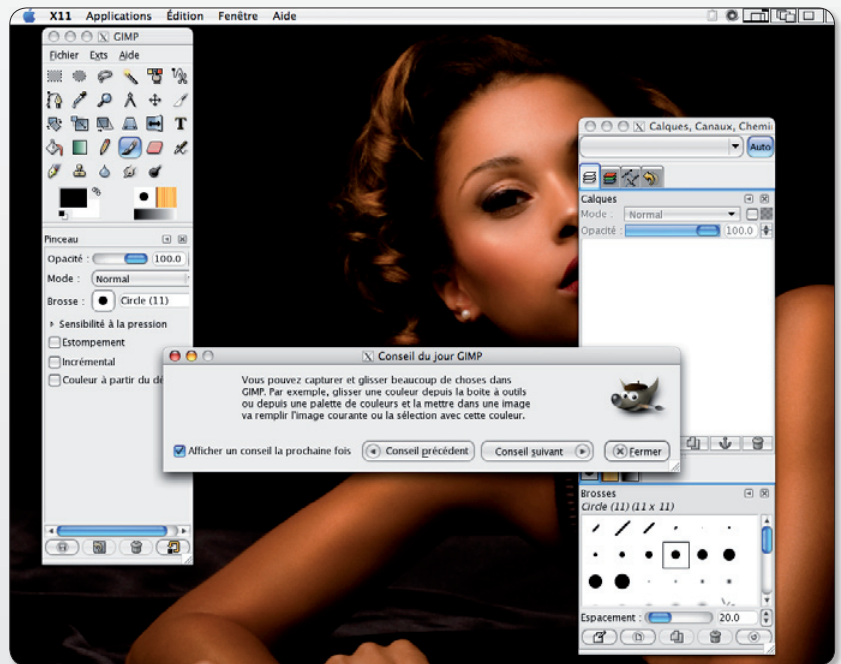 X11 Applications Édition Fenêtre Aide
GIMP
Fichier Exts Aide
Pinceau
Opacité : 100.0
Mode : Normal
Brosse : Circle (11)
Sensibilité à la pression
Estompement
Incrémental
Couleur à partir du dé
Calques, Canaux, Chemi
Auto
Calques
Mode : Normal
Opacité : 100.0
Conseil du jour GIMP
Vous pouvez capturer et glisser beaucoup de choses dans
GIMP. Par exemple, glisser une couleur depuis la boite à outils
ou depuis une palette de couleurs et la mettre dans une image
va remplir l'image courante ou la sélection avec cette couleur.
Afficher un conseil la prochaine fois
Conseil précédent
Conseil suivant
Fermer
Brosses
Circle (11) (11 x 11)
Espacement : 20.0